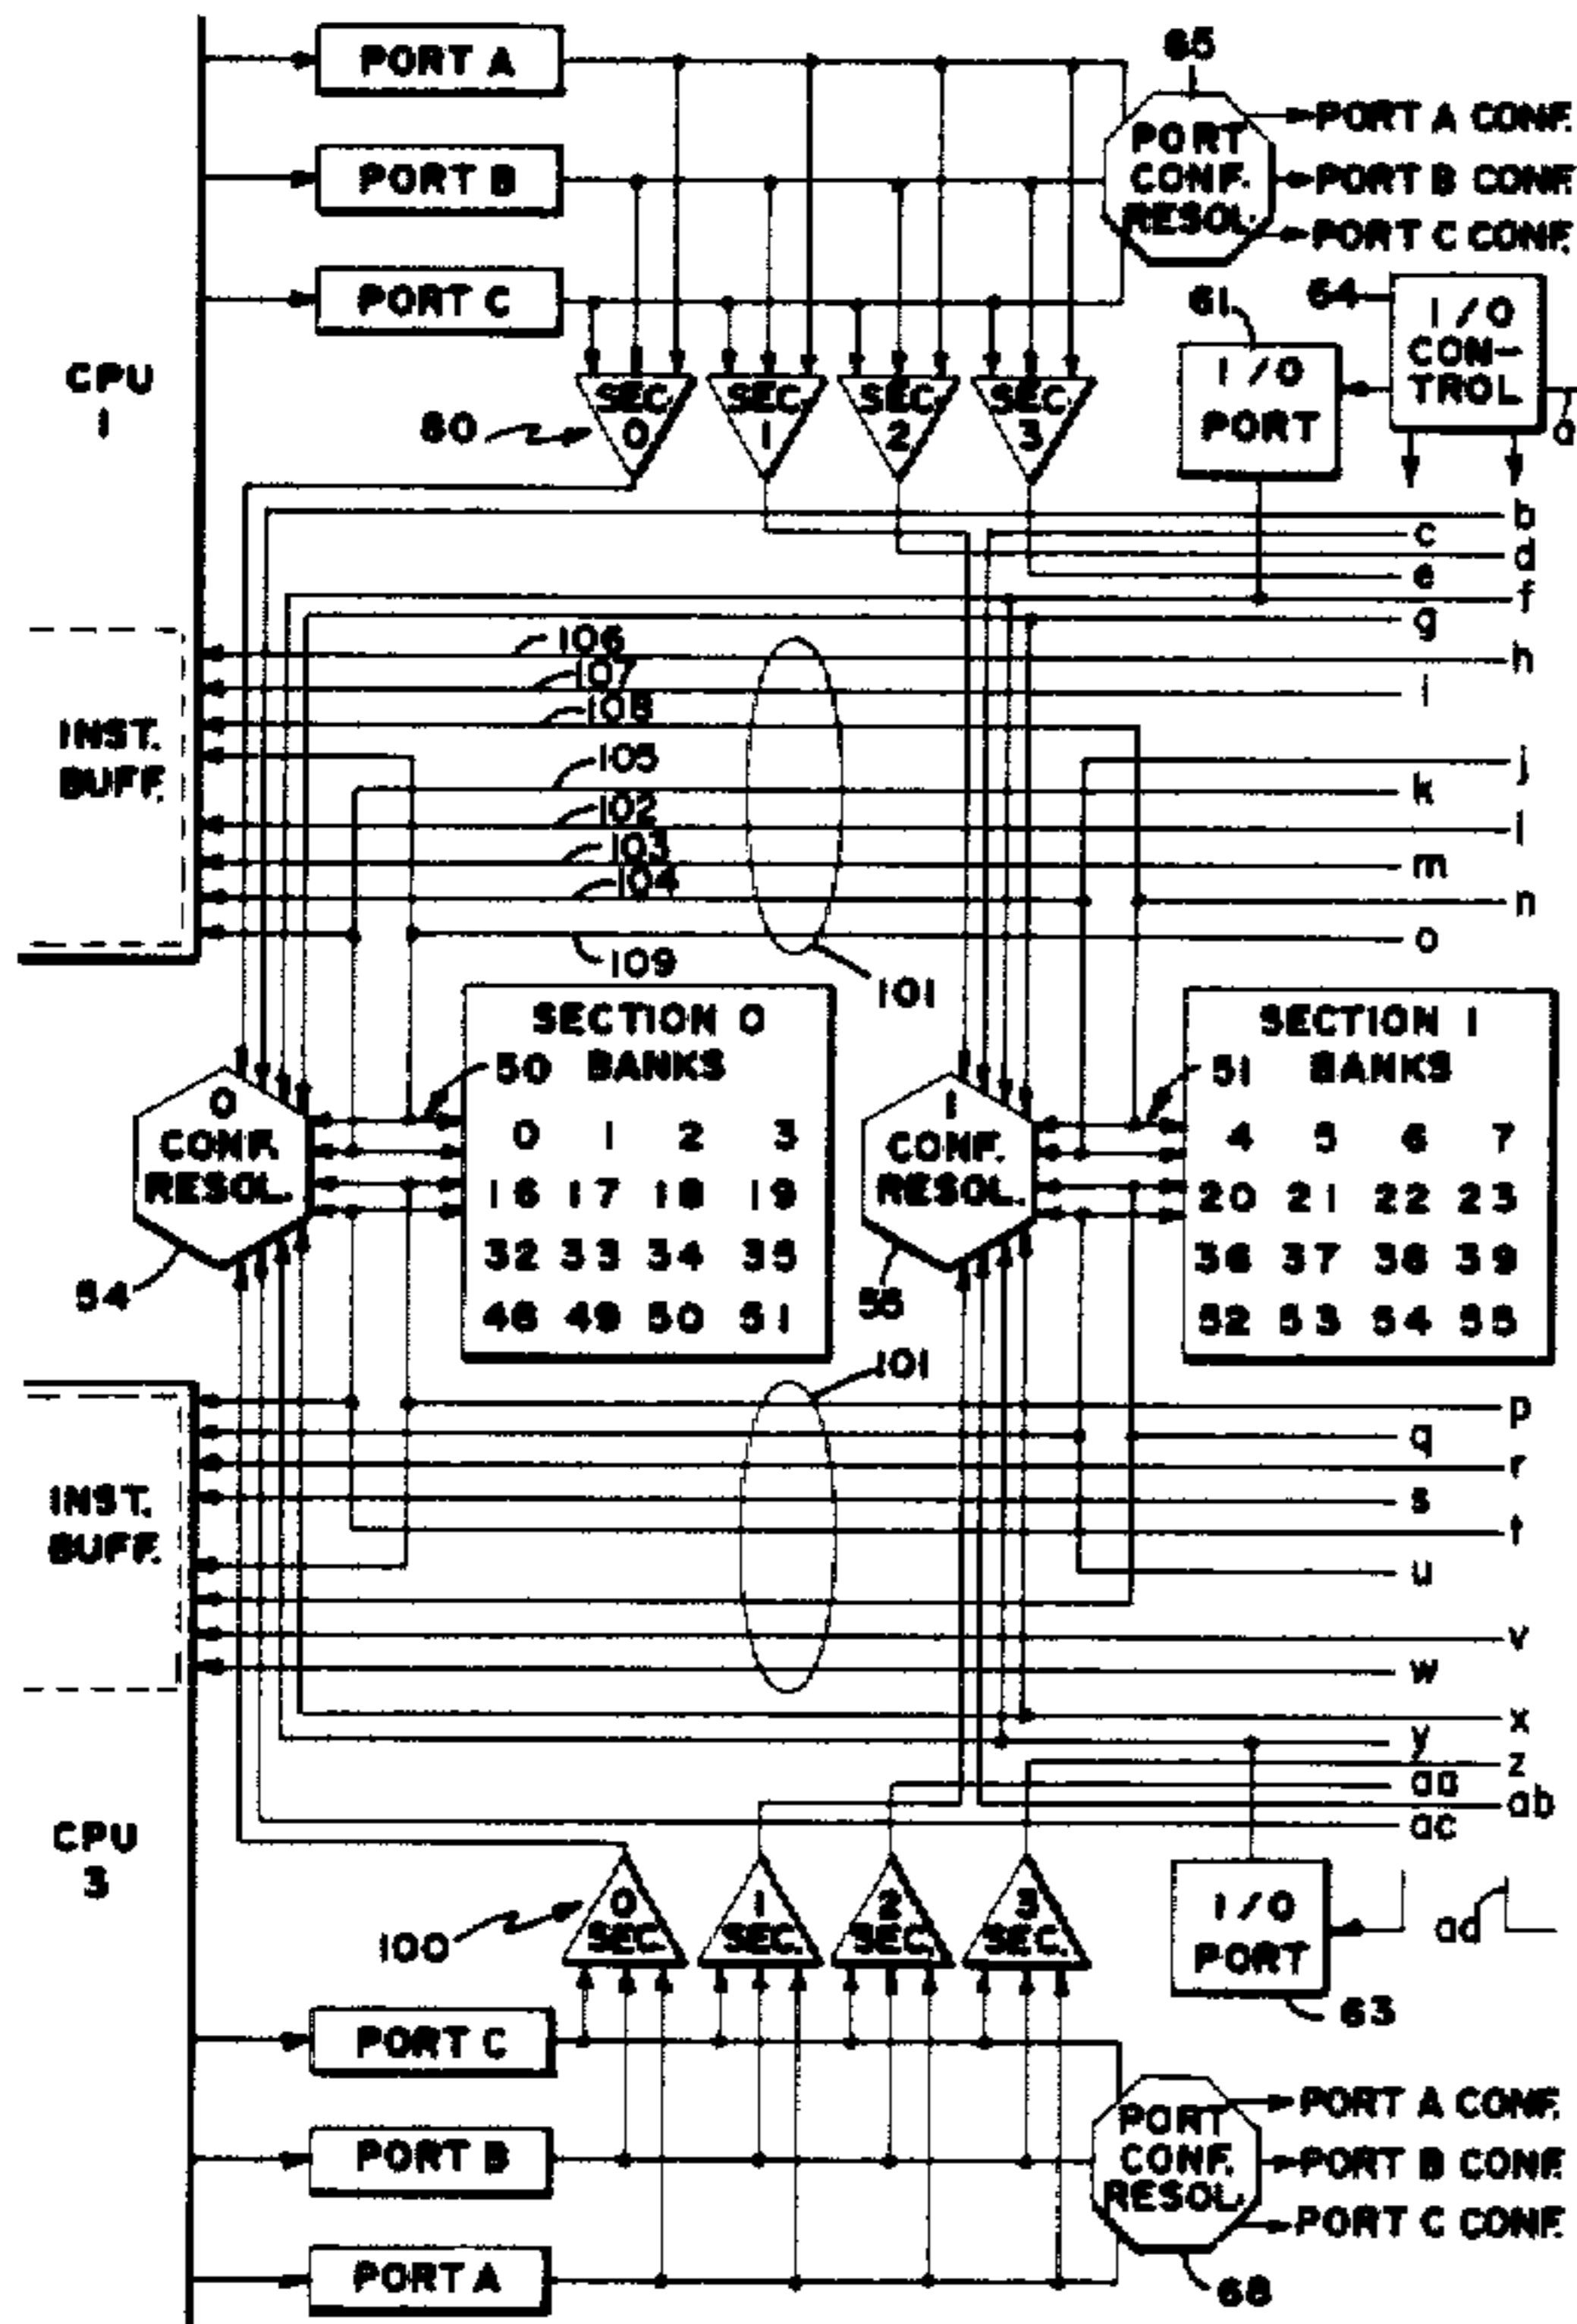 PORT A
65
PORT CONF. RESOL.
PORT A CONF.
PORT B
PORT B CONF.
PORT C CONF.
PORT C
61
64
I/O CON-TROL
I/O PORT
CPU 1
SEC. 0
SEC. 1
SEC. 2
SEC. 3
80
b
c
d
e
f
g
106
h
107
i
108
INST. BUFF.
105
j
k
102
l
103
m
104
n
o
109
101
SECTION 0 BANKS
50
0 1 2 3
16 17 18 19
32 33 34 35
48 49 50 51
SECTION 1 BANKS
51
4 5 6 7
20 21 22 23
36 37 38 39
52 53 54 55
0 CONF. RESOL.
1 CONF. RESOL.
54
55
101
p
q
INST. BUFF.
r
s
t
u
v
w
x
y
z
aa
ab
ac
CPU 3
0 SEC.
1 SEC.
2 SEC.
3 SEC.
100
I/O PORT
ad
63
PORT C
PORT CONF. RESOL.
PORT A CONF.
PORT B
PORT B CONF.
PORT C CONF.
PORT A
68